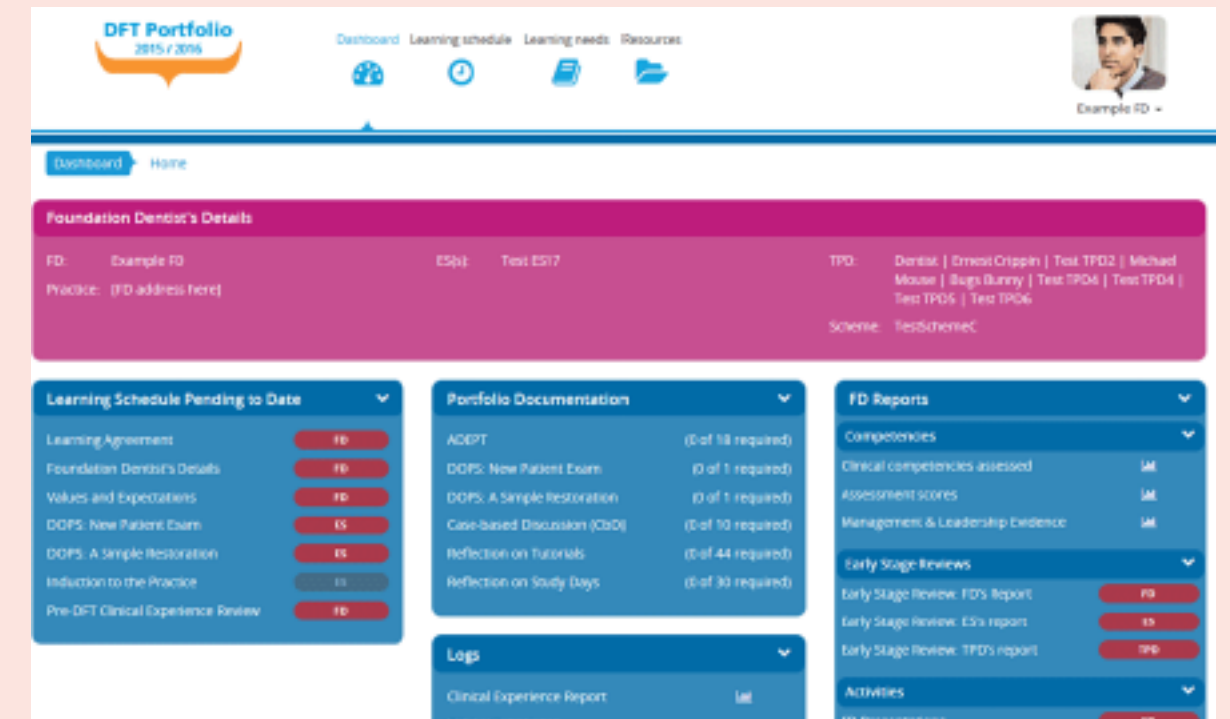 DFT Portfolio
2015 / 2016
Dashboard Learning schedule Learning needs Resources
Example FD
Dashboard Home
Foundation Dentist's Details
FD: Example FD
Practice: (FD address here)
ES(s): Test ES17
TPD: Dentist | Ernest Crippin | Test TPD2 | Michael
Mouse | Bugs Bunny | Test TPD4 | Test TPD4 |
Test TPD5 | Test TPD6
Scheme: TestSchemeC
Learning Schedule Pending to Date
Learning Agreement FD
Foundation Dentist's Details FD
Values and Expectations FD
DOPS: New Patient Exam ES
DOPS: A Simple Restoration ES
Induction to the Practice
Pre-DFT Clinical Experience Review FD
Portfolio Documentation
ADEPT (0 of 18 required)
DOPS: New Patient Exam (0 of 1 required)
DOPS: A Simple Restoration (0 of 1 required)
Case-based Discussion (CbD) (0 of 10 required)
Reflection on Tutorials (0 of 44 required)
Reflection on Study Days (0 of 30 required)
Logs
Clinical Experience Report
FD Reports
Competencies
Clinical competencies assessed
Assessment scores
Management & Leadership Evidence
Early Stage Reviews
Early Stage Review: FD's Report FD
Early Stage Review: ES's report ES
Early Stage Review: TPD's report TPD
Activities